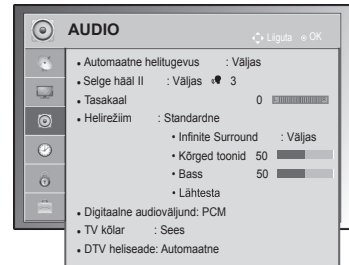 AUDIO
Liiguta OK
• Automaatne helitugevus : Väljas
• Selge hääl II : Väljas 3
• Tasakaal 0
• Helirežiim : Standardne
• Infinite Surround : Väljas
• Kõrged toonid 50
• Bass 50
• Lähtesta
• Digitaalne audioväljund: PCM
• TV kõlar : Sees
• DTV heliseade: Automaatne